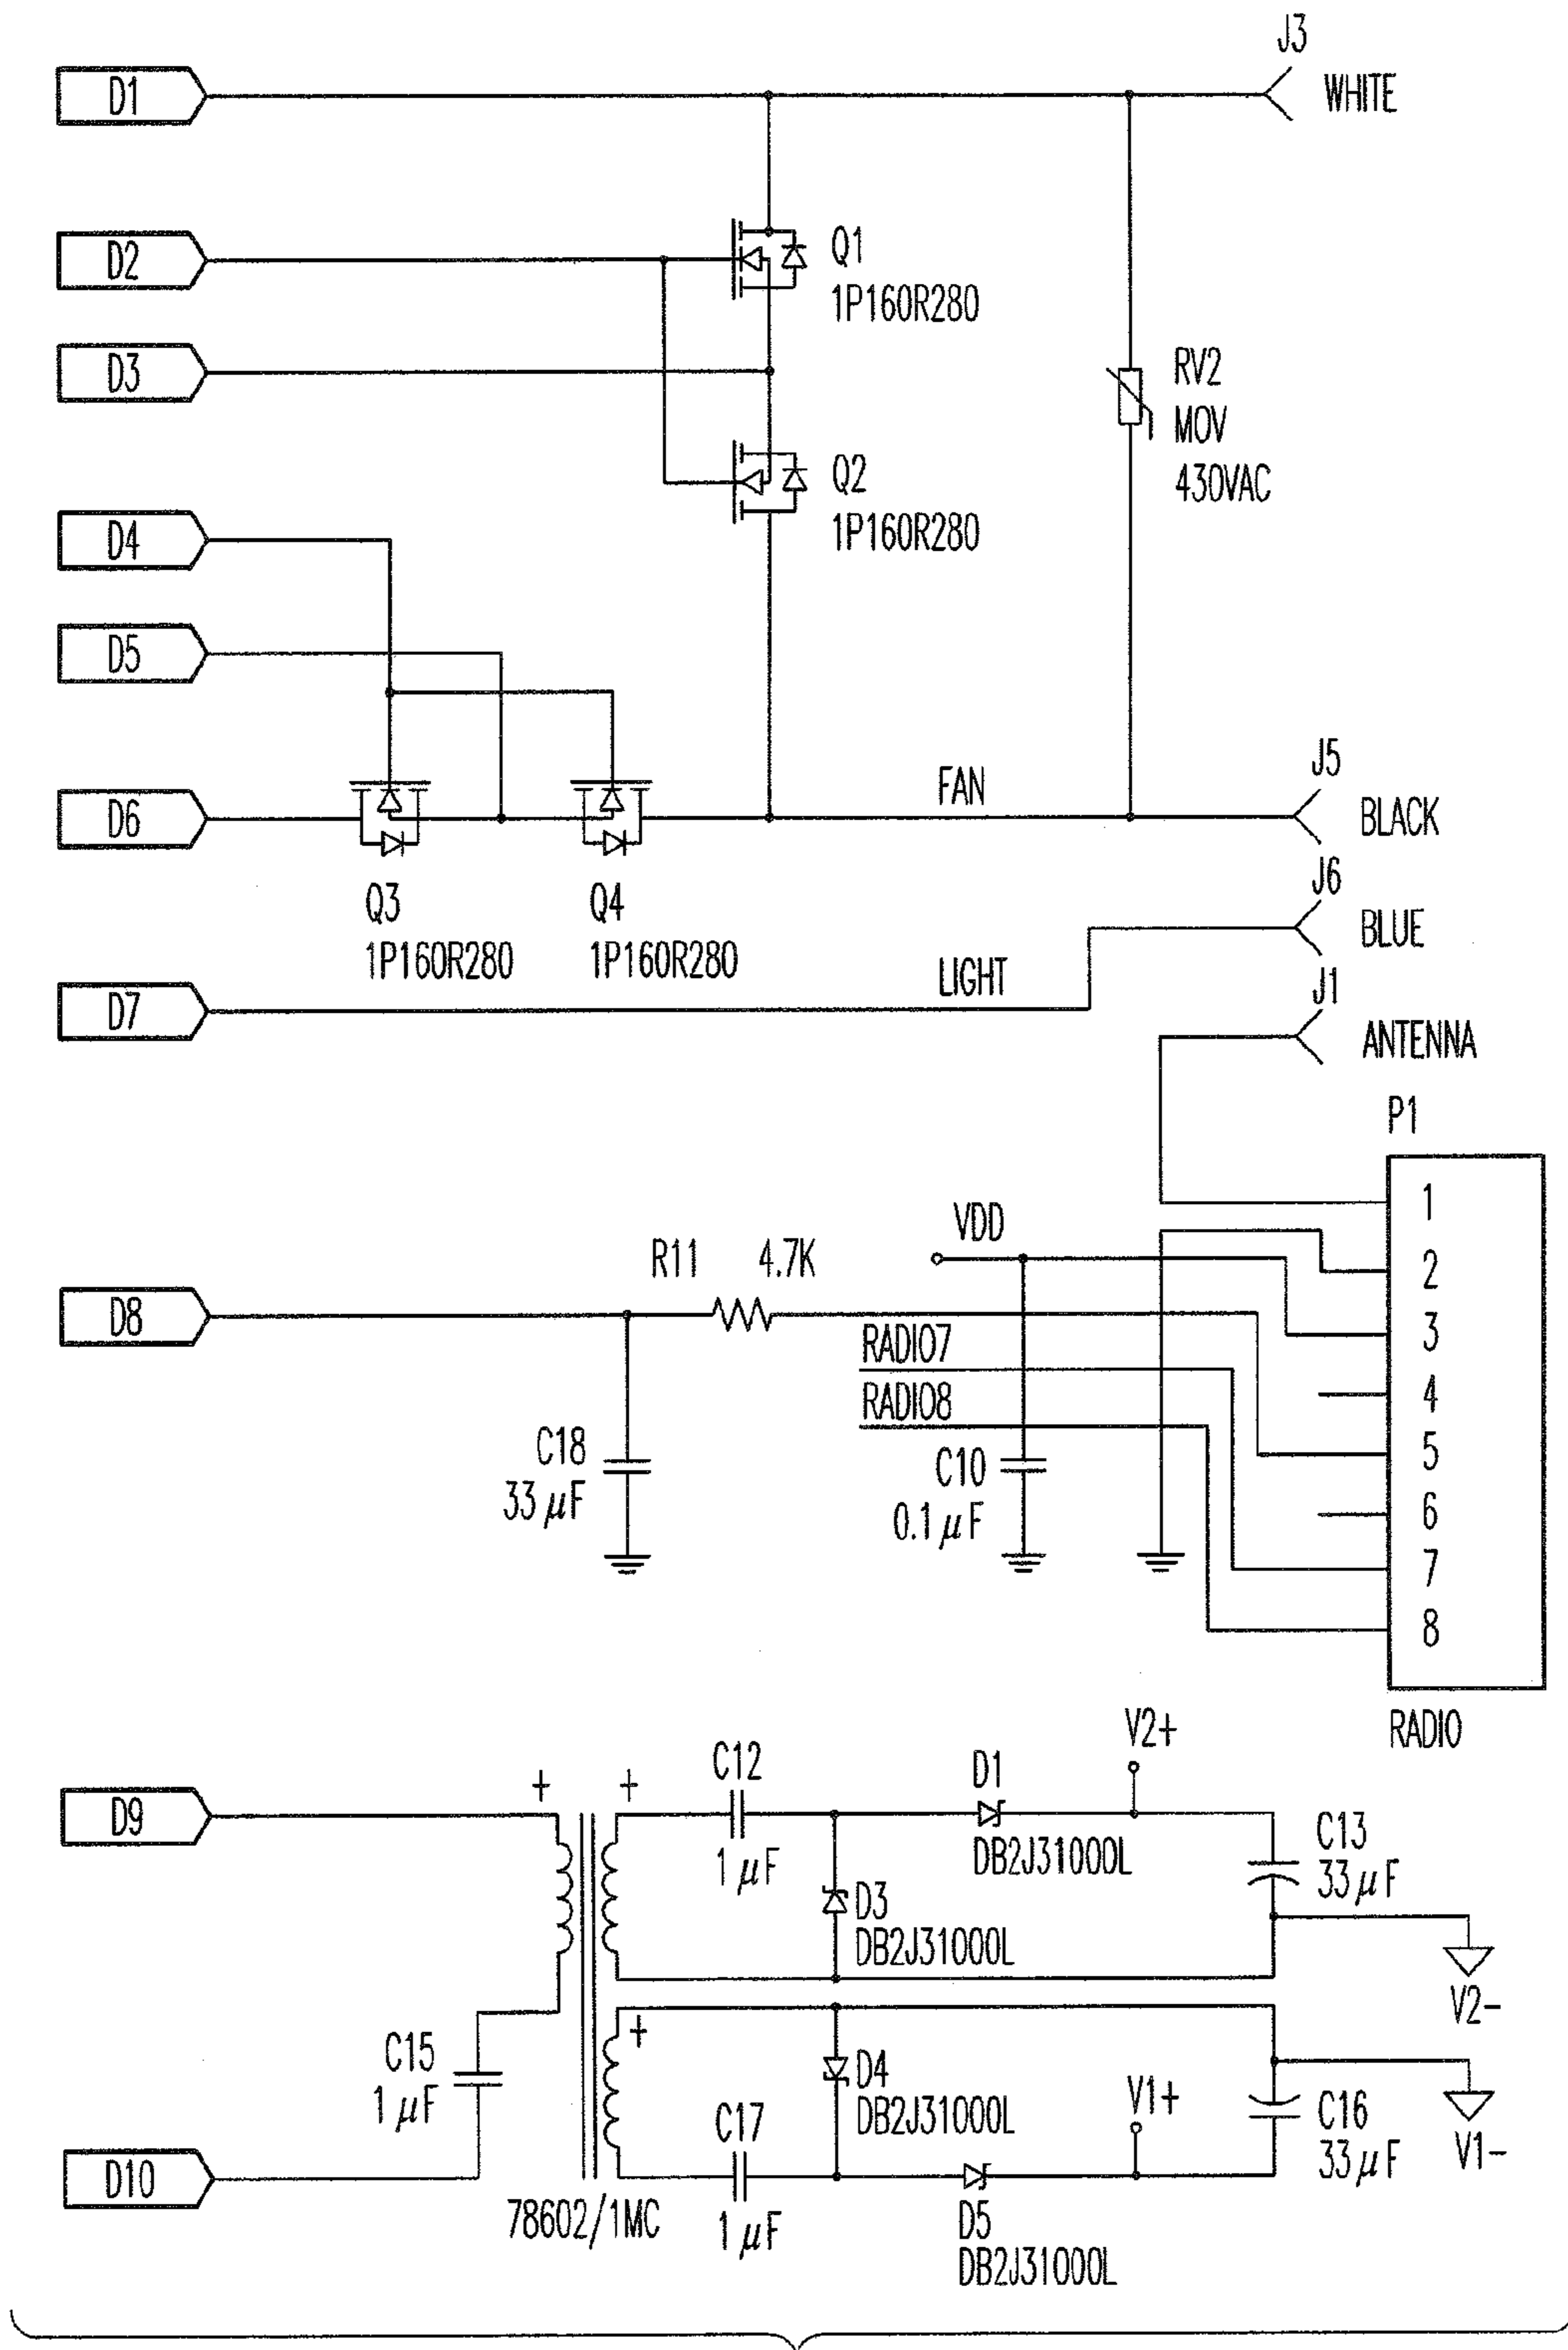 J3
D1
WHITE
D2
Q1
1P160R280
D3
RV2
MOV
430VAC
Q2
1P160R280
D4
D5
J5
FAN
D6
BLACK
J6
Q3
1P160R280
Q4
1P160R280
BLUE
LIGHT
J1
D7
ANTENNA
P1
1
VDD
2
R11 4.7K
D8
3
RADIO7
4
RADIO8
5
C18
33 μF
C10
0.1 μF
6
7
8
RADIO
V2+
C12
1 μF
D1
DB2J31000L
+
+
D9
C13
33 μF
D3
DB2J31000L
V2-
+
C15
1 μF
D4
DB2J31000L
V1+
C16
33 μF
V1-
C17
1 μF
D10
78602/1MC
D5
DB2J31000L